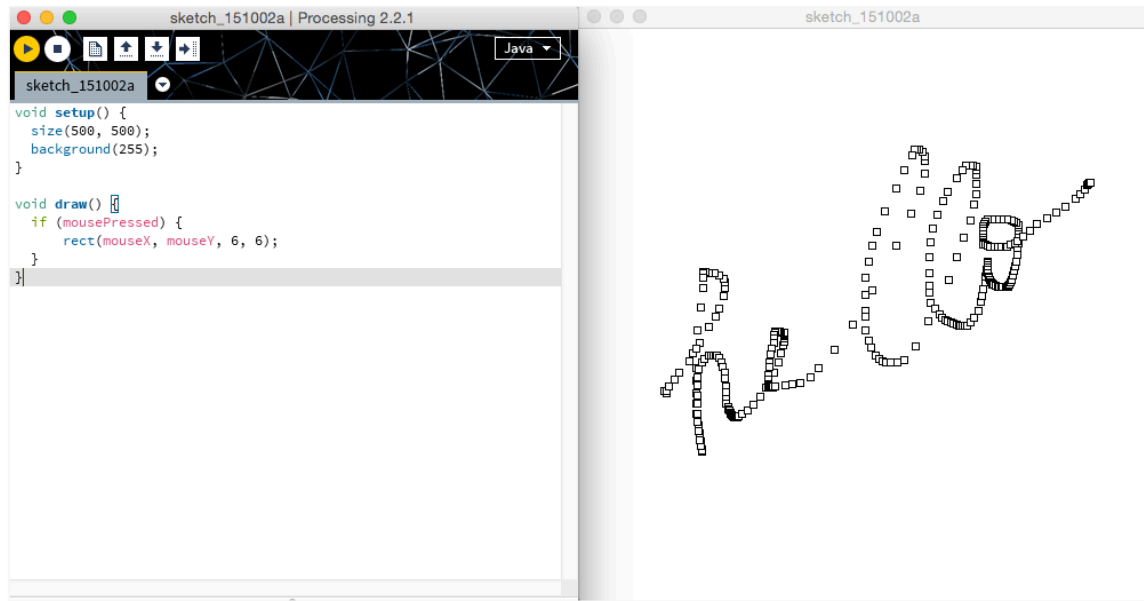 sketch_151002a | Processing 2.2.1
Java
sketch_151002a
void setup() {
  size(500, 500);
  background(255);
}

void draw() {
  if (mousePressed) {
      rect(mouseX, mouseY, 6, 6);
  }
}
sketch_151002a
hello